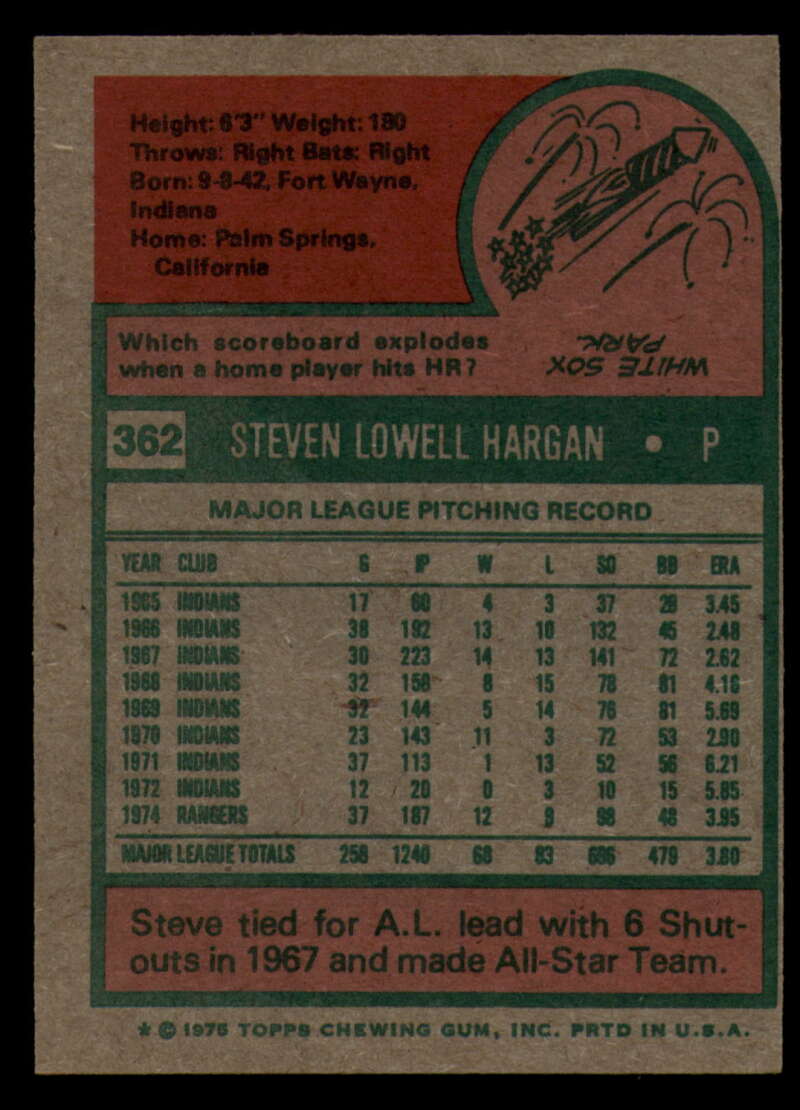 Height: 6'3" Weight: 180
Throws: Right Bats: Right
Born: 9-8-42, Fort Wayne,
Indiana
Home: Palm Springs,
California
Which scoreboard explodes
when a home player hits HR?
WHITE SOX
PARK.
362 STEVEN LOWELL HARGAN • P
MAJOR LEAGUE PITCHING RECORD
YEAR CLUB G IP W L SO BB ERA
1965 INDIANS 17 60 4 3 37 28 3.45
1966 INDIANS 38 192 13 10 132 45 2.48
1967 INDIANS 30 223 14 13 141 72 2.62
1968 INDIANS 32 158 8 15 78 81 4.16
1969 INDIANS 32 144 5 14 76 81 5.69
1970 INDIANS 23 143 11 3 72 53 2.90
1971 INDIANS 37 113 1 13 52 56 6.21
1972 INDIANS 12 20 0 3 10 15 5.85
1974 RANGERS 37 187 12 9 98 48 3.95
MAJOR LEAGUE TOTALS 258 1240 68 83 686 479 3.80
Steve tied for A.L. lead with 6 Shut-
outs in 1967 and made All-Star Team.
* © 1975 TOPPS CHEWING GUM, INC. PRTD IN U.S.A.